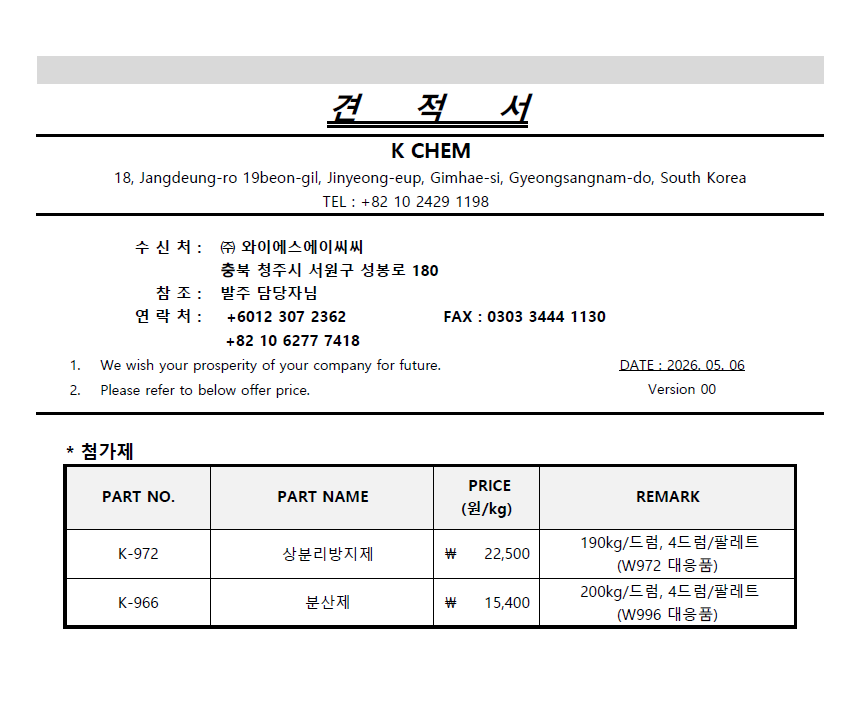 견 적 서
K CHEM
18, Jangdeung-ro 19beon-gil, Jinyeong-eup, Gimhae-si, Gyeongsangnam-do, South Korea
TEL : +82 10 2429 1198
수 신 처 : ㈜ 와이에스에이씨씨
충북 청주시 서원구 성봉로 180
참 조 : 발주 담당자님
연 락 처 : +6012 307 2362 FAX : 0303 3444 1130
+82 10 6277 7418
1. We wish your prosperity of your company for future. DATE : 2026. 05. 06
2. Please refer to below offer price. Version 00
* 첨가제
PART NO. PART NAME PRICE (원/kg) REMARK
K-972 상분리방지제 ₩ 22,500 190kg/드럼, 4드럼/팔레트
(W972 대응품)
K-966 분산제 ₩ 15,400 200kg/드럼, 4드럼/팔레트
(W996 대응품)